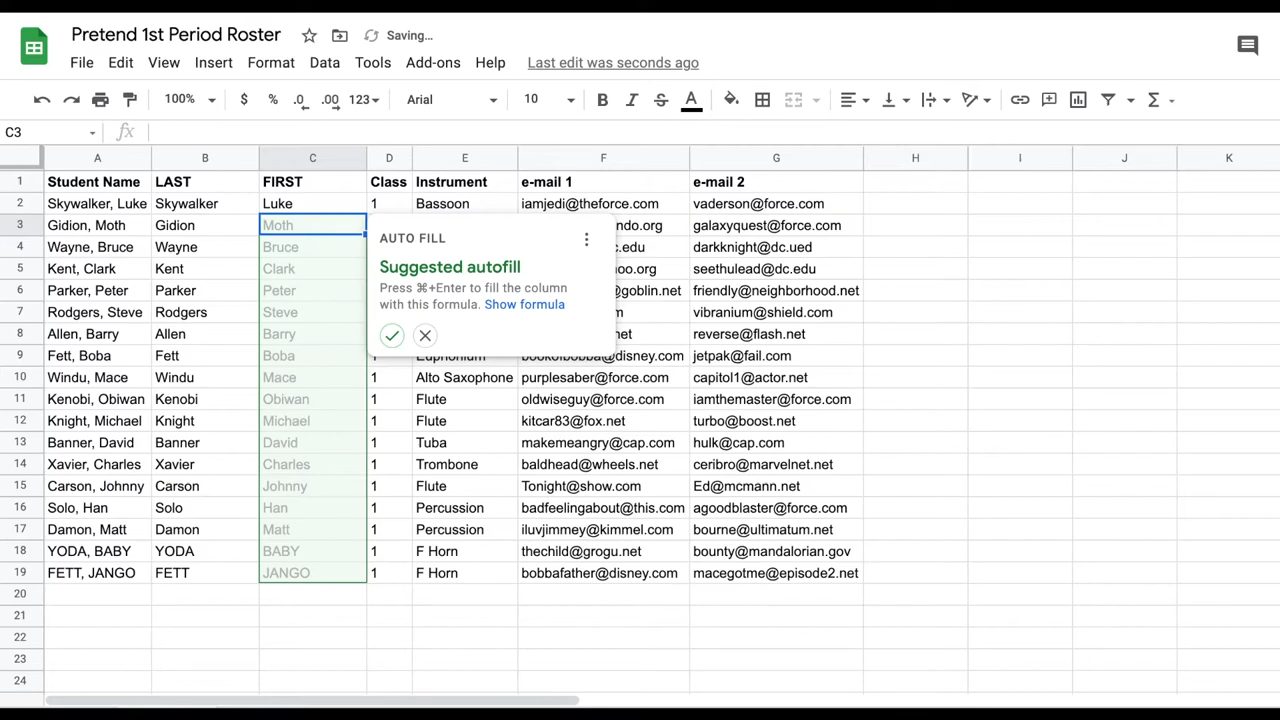 Pretend 1st Period Roster Saving...
File Edit View Insert Format Data Tools Add-ons Help Last edit was seconds ago
100% $ % .0 .00 123 Arial 10 B I S A Σ
C3 fx
A B C D E F G H I J K
1 Student Name LAST FIRST Class Instrument e-mail 1 e-mail 2
2 Skywalker, Luke Skywalker Luke 1 Bassoon iamjedi@theforce.com vaderson@force.com
3 Gidion, Moth Gidion Moth ndo.org galaxyquest@force.com
4 Wayne, Bruce Wayne Bruce .edu darkknight@dc.ued
5 Kent, Clark Kent Clark oo.org seethulead@dc.edu
6 Parker, Peter Parker Peter @goblin.net friendly@neighborhood.net
7 Rodgers, Steve Rodgers Steve m vibranium@shield.com
8 Allen, Barry Allen Barry net reverse@flash.net
9 Fett, Boba Fett Boba 1 Euphonium bookofbobba@disney.com jetpak@fail.com
10 Windu, Mace Windu Mace 1 Alto Saxophone purplesaber@force.com capitol1@actor.net
11 Kenobi, Obiwan Kenobi Obiwan 1 Flute oldwiseguy@force.com iamthemaster@force.com
12 Knight, Michael Knight Michael 1 Flute kitcar83@fox.net turbo@boost.net
13 Banner, David Banner David 1 Tuba makemeangry@cap.com hulk@cap.com
14 Xavier, Charles Xavier Charles 1 Trombone baldhead@wheels.net ceribro@marvelnet.net
15 Carson, Johnny Carson Johnny 1 Flute Tonight@show.com Ed@mcmann.net
16 Solo, Han Solo Han 1 Percussion badfeelingabout@this.com agoodblaster@force.com
17 Damon, Matt Damon Matt 1 Percussion iluvjimmey@kimmel.com bourne@ultimatum.net
18 YODA, BABY YODA BABY 1 F Horn thechild@grogu.net bounty@mandalorian.gov
19 FETT, JANGO FETT JANGO 1 F Horn bobbafather@disney.com macegotme@episode2.net
20
21
22
23
24
AUTO FILL
Suggested autofill
Press ⌘+Enter to fill the column
with this formula. Show formula